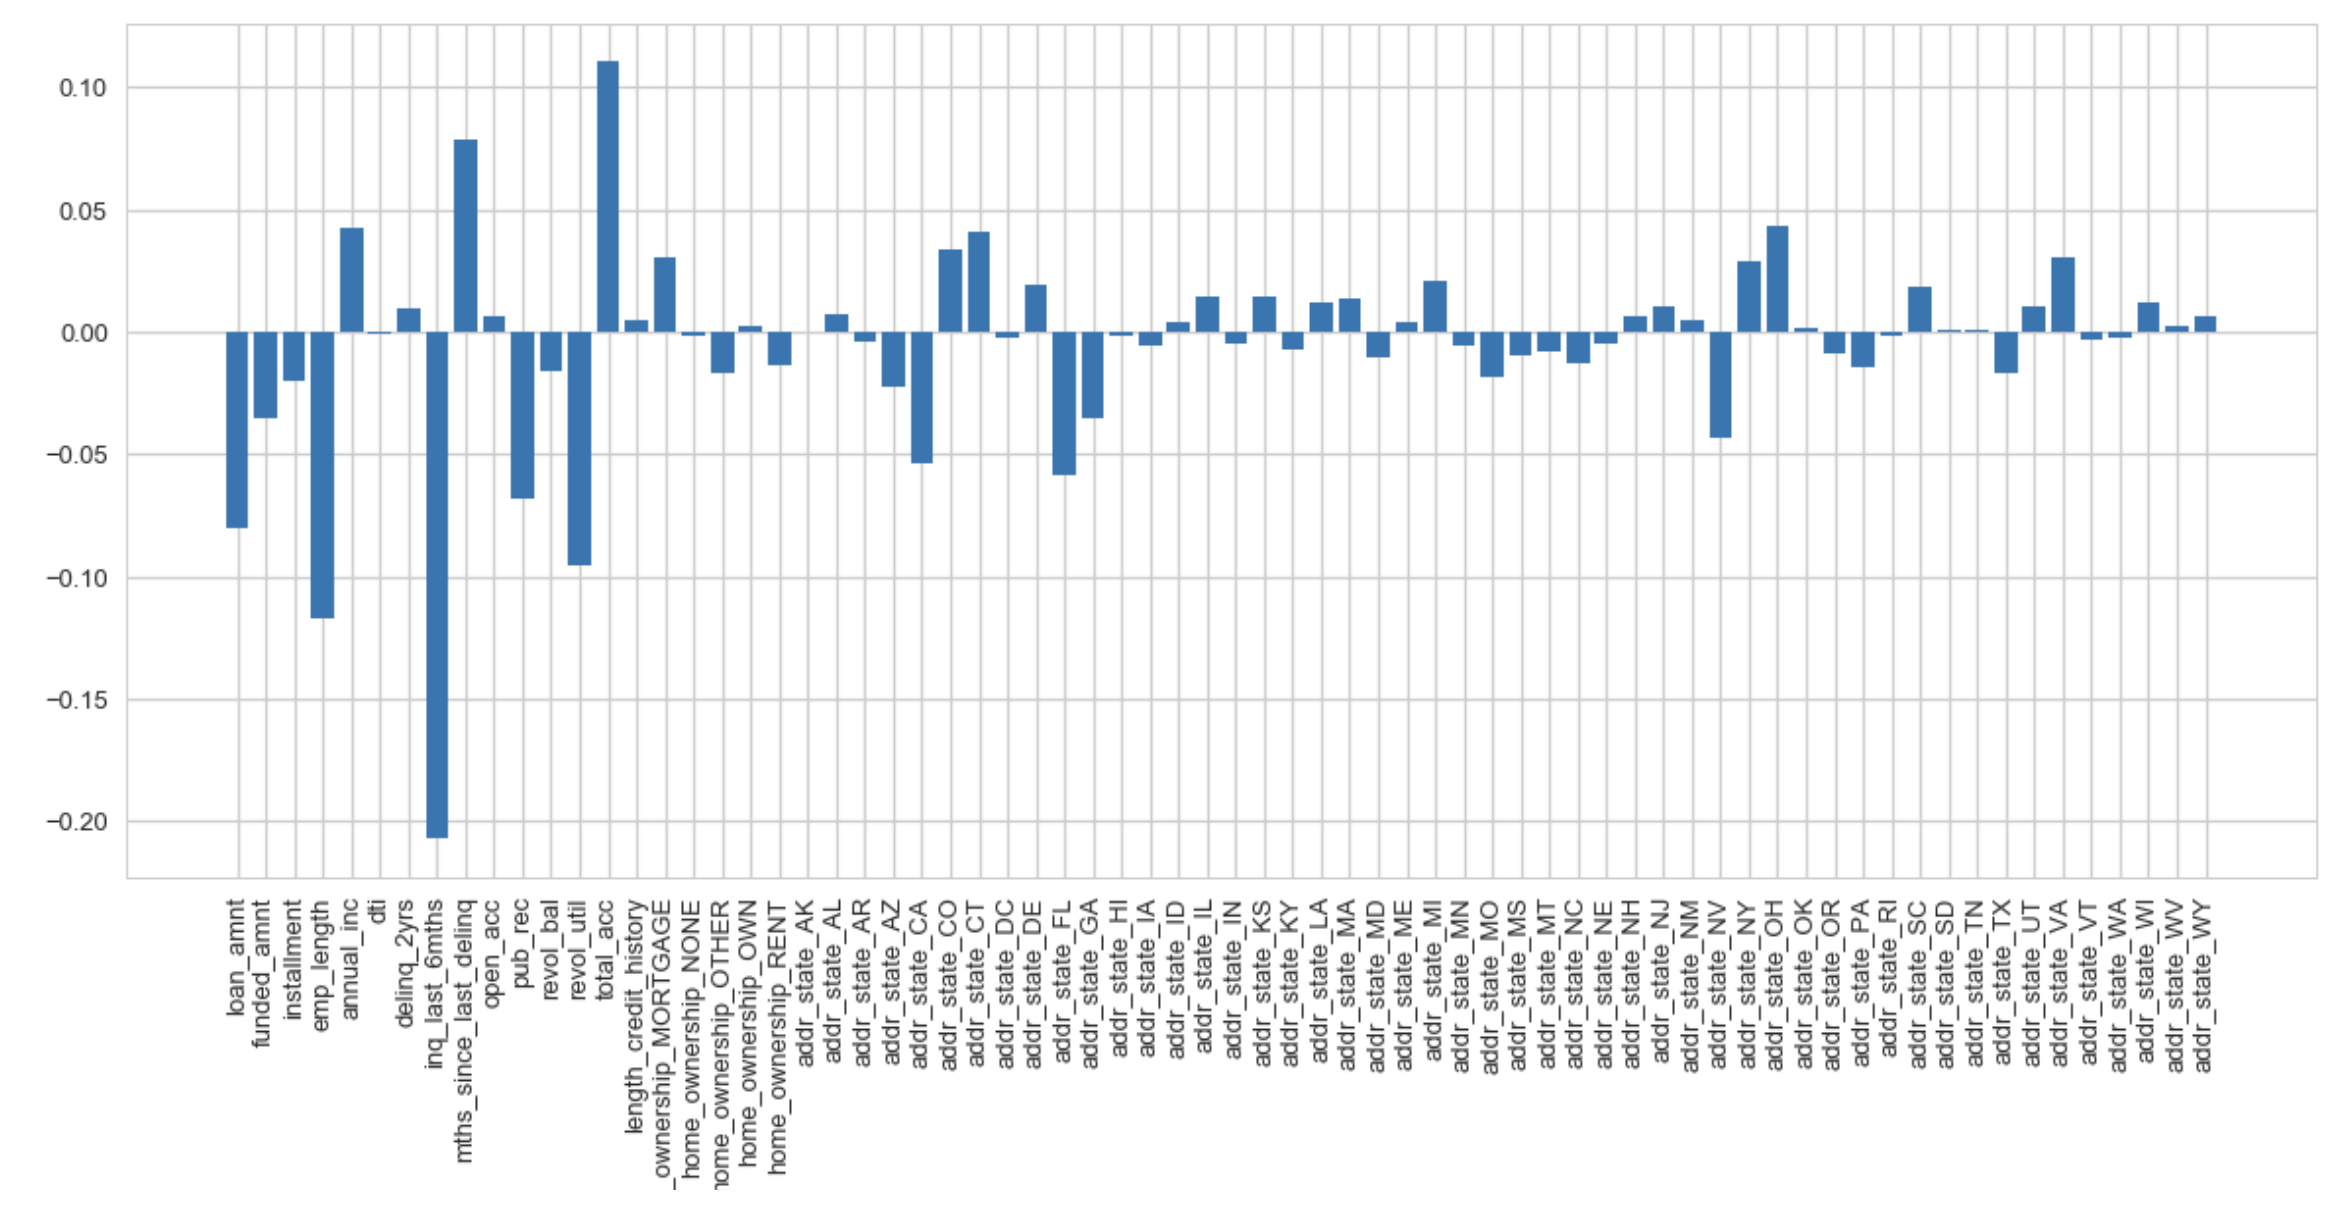 0.10
0.05
0.00
−0.05
−0.10
−0.15
−0.20
loan_amnt
funded_amnt
installment
emp_length
annual_inc
dti
delinq_2yrs
inq_last_6mths
mths_since_last_delinq
open_acc
pub_rec
revol_bal
revol_util
total_acc
length_credit_history
_ownership_MORTGAGE
home_ownership_NONE
home_ownership_OTHER
home_ownership_OWN
home_ownership_RENT
addr_state_AK
addr_state_AL
addr_state_AR
addr_state_AZ
addr_state_CA
addr_state_CO
addr_state_CT
addr_state_DC
addr_state_DE
addr_state_FL
addr_state_GA
addr_state_HI
addr_state_IA
addr_state_ID
addr_state_IL
addr_state_IN
addr_state_KS
addr_state_KY
addr_state_LA
addr_state_MA
addr_state_MD
addr_state_ME
addr_state_MI
addr_state_MN
addr_state_MO
addr_state_MS
addr_state_MT
addr_state_NC
addr_state_NE
addr_state_NH
addr_state_NJ
addr_state_NM
addr_state_NV
addr_state_NY
addr_state_OH
addr_state_OK
addr_state_OR
addr_state_PA
addr_state_RI
addr_state_SC
addr_state_SD
addr_state_TN
addr_state_TX
addr_state_UT
addr_state_VA
addr_state_VT
addr_state_WA
addr_state_WI
addr_state_WV
addr_state_WY